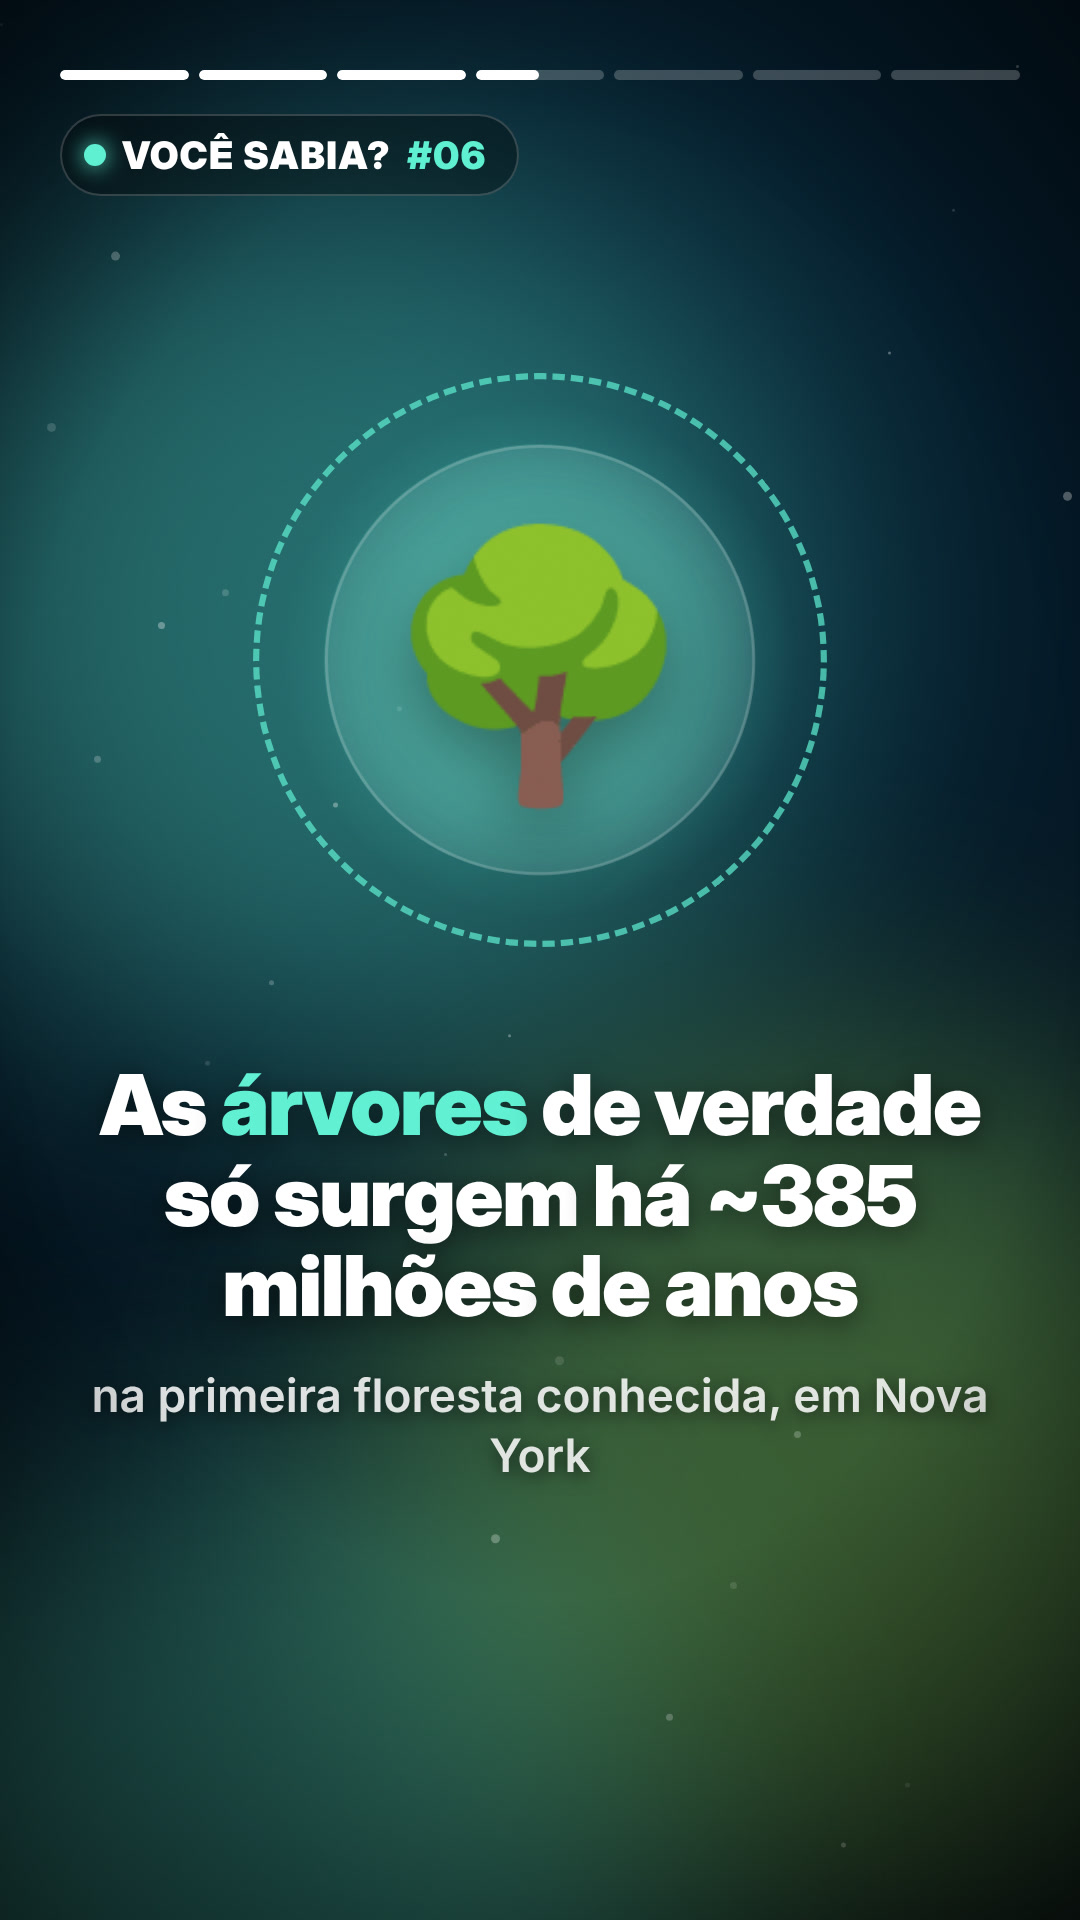 VOCÊ SABIA? #06
As árvores de verdade
só surgem há ~385
milhões de anos
na primeira floresta conhecida, em Nova
York